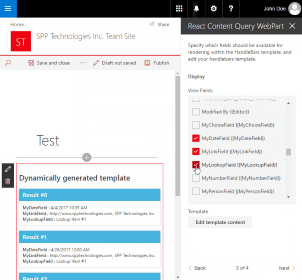 John Doe
Home
Share
ST
SPP Technologies Inc. Team Site
Save and close
Draft not saved
Publish
Test
Dynamically generated template
Result #0
MyDateField - 4/4/2017 10:55 AM
MyLinkField - http://www.spptechnologies.com, SPP Technologies Inc.
MyLookupField - Lookup Item #1
Result #1
MyDateField - 4/26/2017 12:00 AM
MyLinkField - http://www.spptechnologies.com, SPP Technologies Inc.
MyLookupField - Lookup Item #1
Result #2
React Content Query WebPart
Specify which fields should be available for
rendering within the Handlebars template, and
edit your handlebars template.
Display
View Fields
Modified By ((Editor))
MyChoiceField ((MyChoiceField))
MyDateField ((MyDateField))
MyLinkField ((MyLinkField))
MyLookupField ((MyLookupField))
MyNumberField ((MyNumberField))
MyPersonField ((MyPersonField))
Template
Edit template content
Back
3 of 4
Next